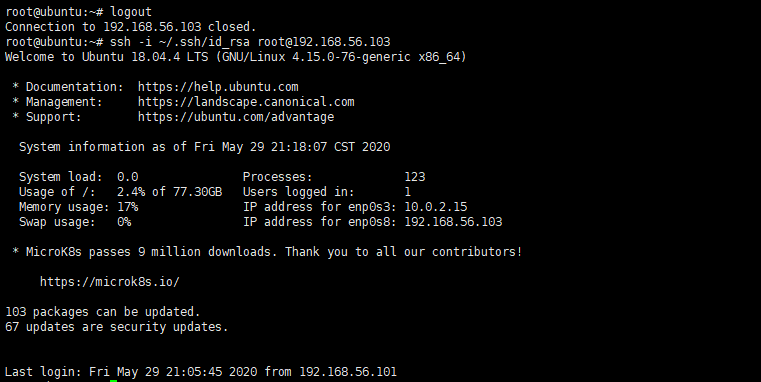 root@ubuntu:~# logout
Connection to 192.168.56.103 closed.
root@ubuntu:~# ssh -i ~/.ssh/id_rsa root@192.168.56.103
Welcome to Ubuntu 18.04.4 LTS (GNU/Linux 4.15.0-76-generic x86_64)

 * Documentation:  https://help.ubuntu.com
 * Management:     https://landscape.canonical.com
 * Support:        https://ubuntu.com/advantage

  System information as of Fri May 29 21:18:07 CST 2020

  System load:  0.0               Processes:             123
  Usage of /:   2.4% of 77.30GB   Users logged in:       1
  Memory usage: 17%               IP address for enp0s3: 10.0.2.15
  Swap usage:   0%                IP address for enp0s8: 192.168.56.103

 * MicroK8s passes 9 million downloads. Thank you to all our contributors!

     https://microk8s.io/

103 packages can be updated.
67 updates are security updates.


Last login: Fri May 29 21:05:45 2020 from 192.168.56.101